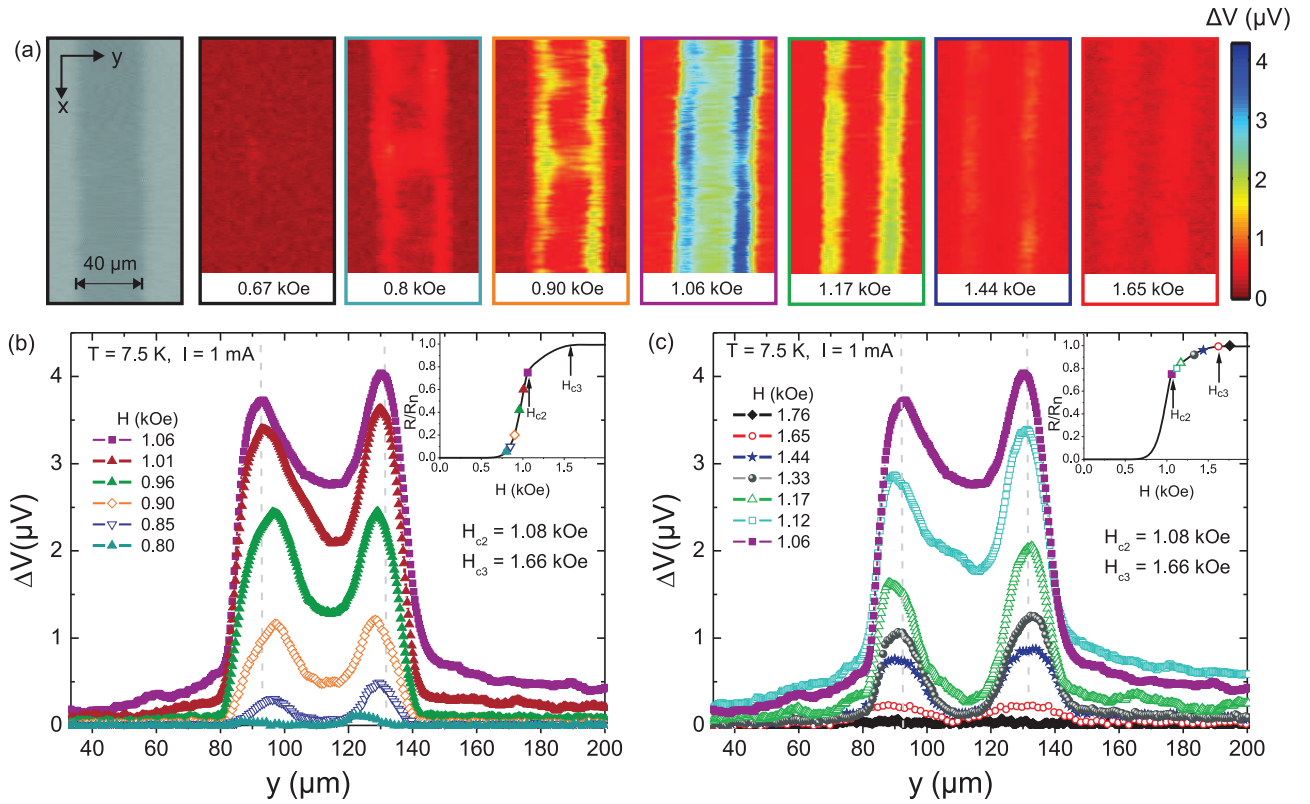 ΔV (µV)
(a)
y
x
40 µm
0.67 kOe
0.8 kOe
0.90 kOe
1.06 kOe
1.17 kOe
1.44 kOe
1.65 kOe
4
3
2
1
0
(b)
T = 7.5 K, I = 1 mA
H (kOe)
1.06
1.01
0.96
0.90
0.85
0.80
R/Rn
1.0
0.8
0.6
0.4
0.2
0.0
0.0 0.5 1.0 1.5
H (kOe)
Hc2
Hc3
Hc2 = 1.08 kOe
Hc3 = 1.66 kOe
ΔV(µV)
4
3
2
1
0
40 60 80 100 120 140 160 180 200
y (µm)
(c)
T = 7.5 K, I = 1 mA
H (kOe)
1.76
1.65
1.44
1.33
1.17
1.12
1.06
R/Rn
1.0
0.8
0.6
0.4
0.2
0.0
0.0 0.5 1.0 1.5
H (kOe)
Hc2
Hc3
Hc2 = 1.08 kOe
Hc3 = 1.66 kOe
ΔV(µV)
4
3
2
1
0
40 60 80 100 120 140 160 180 200
y (µm)